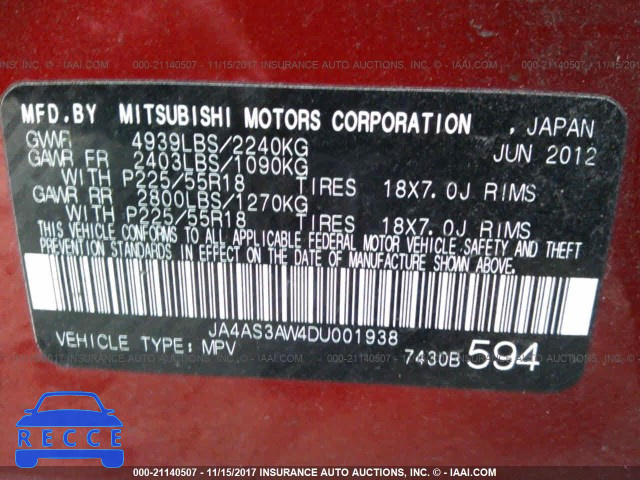 000-21140507 - 11/15/2017 INSURANCE AUTO AUCTIONS - © - IAAI.COM
MFD.BY MITSUBISHI MOTORS CORPORATION , JAPAN
GVWR 4939LBS/2240KG JUN 2012
GAWR FR 2403LBS/1090KG
WITH P225/55R18 TIRES 18X7.0J RIMS
GAWR RR 2800LBS/1270KG
WITH P225/55R18 TIRES 18X7.0J RIMS
THIS VEHICLE CONFORMS TO ALL APPLICABLE FEDERAL MOTOR VEHICLE SAFETY AND THEFT
PREVENTION STANDARDS IN EFFECT ON THE DATE OF MANUFACTURE SHOWN ABOVE.
JA4AS3AW4DU001938
VEHICLE TYPE:MPV 7430B 594
RECCE
000-21140507 - 11/15/2017 INSURANCE AUTO AUCTIONS - © - IAAI.COM